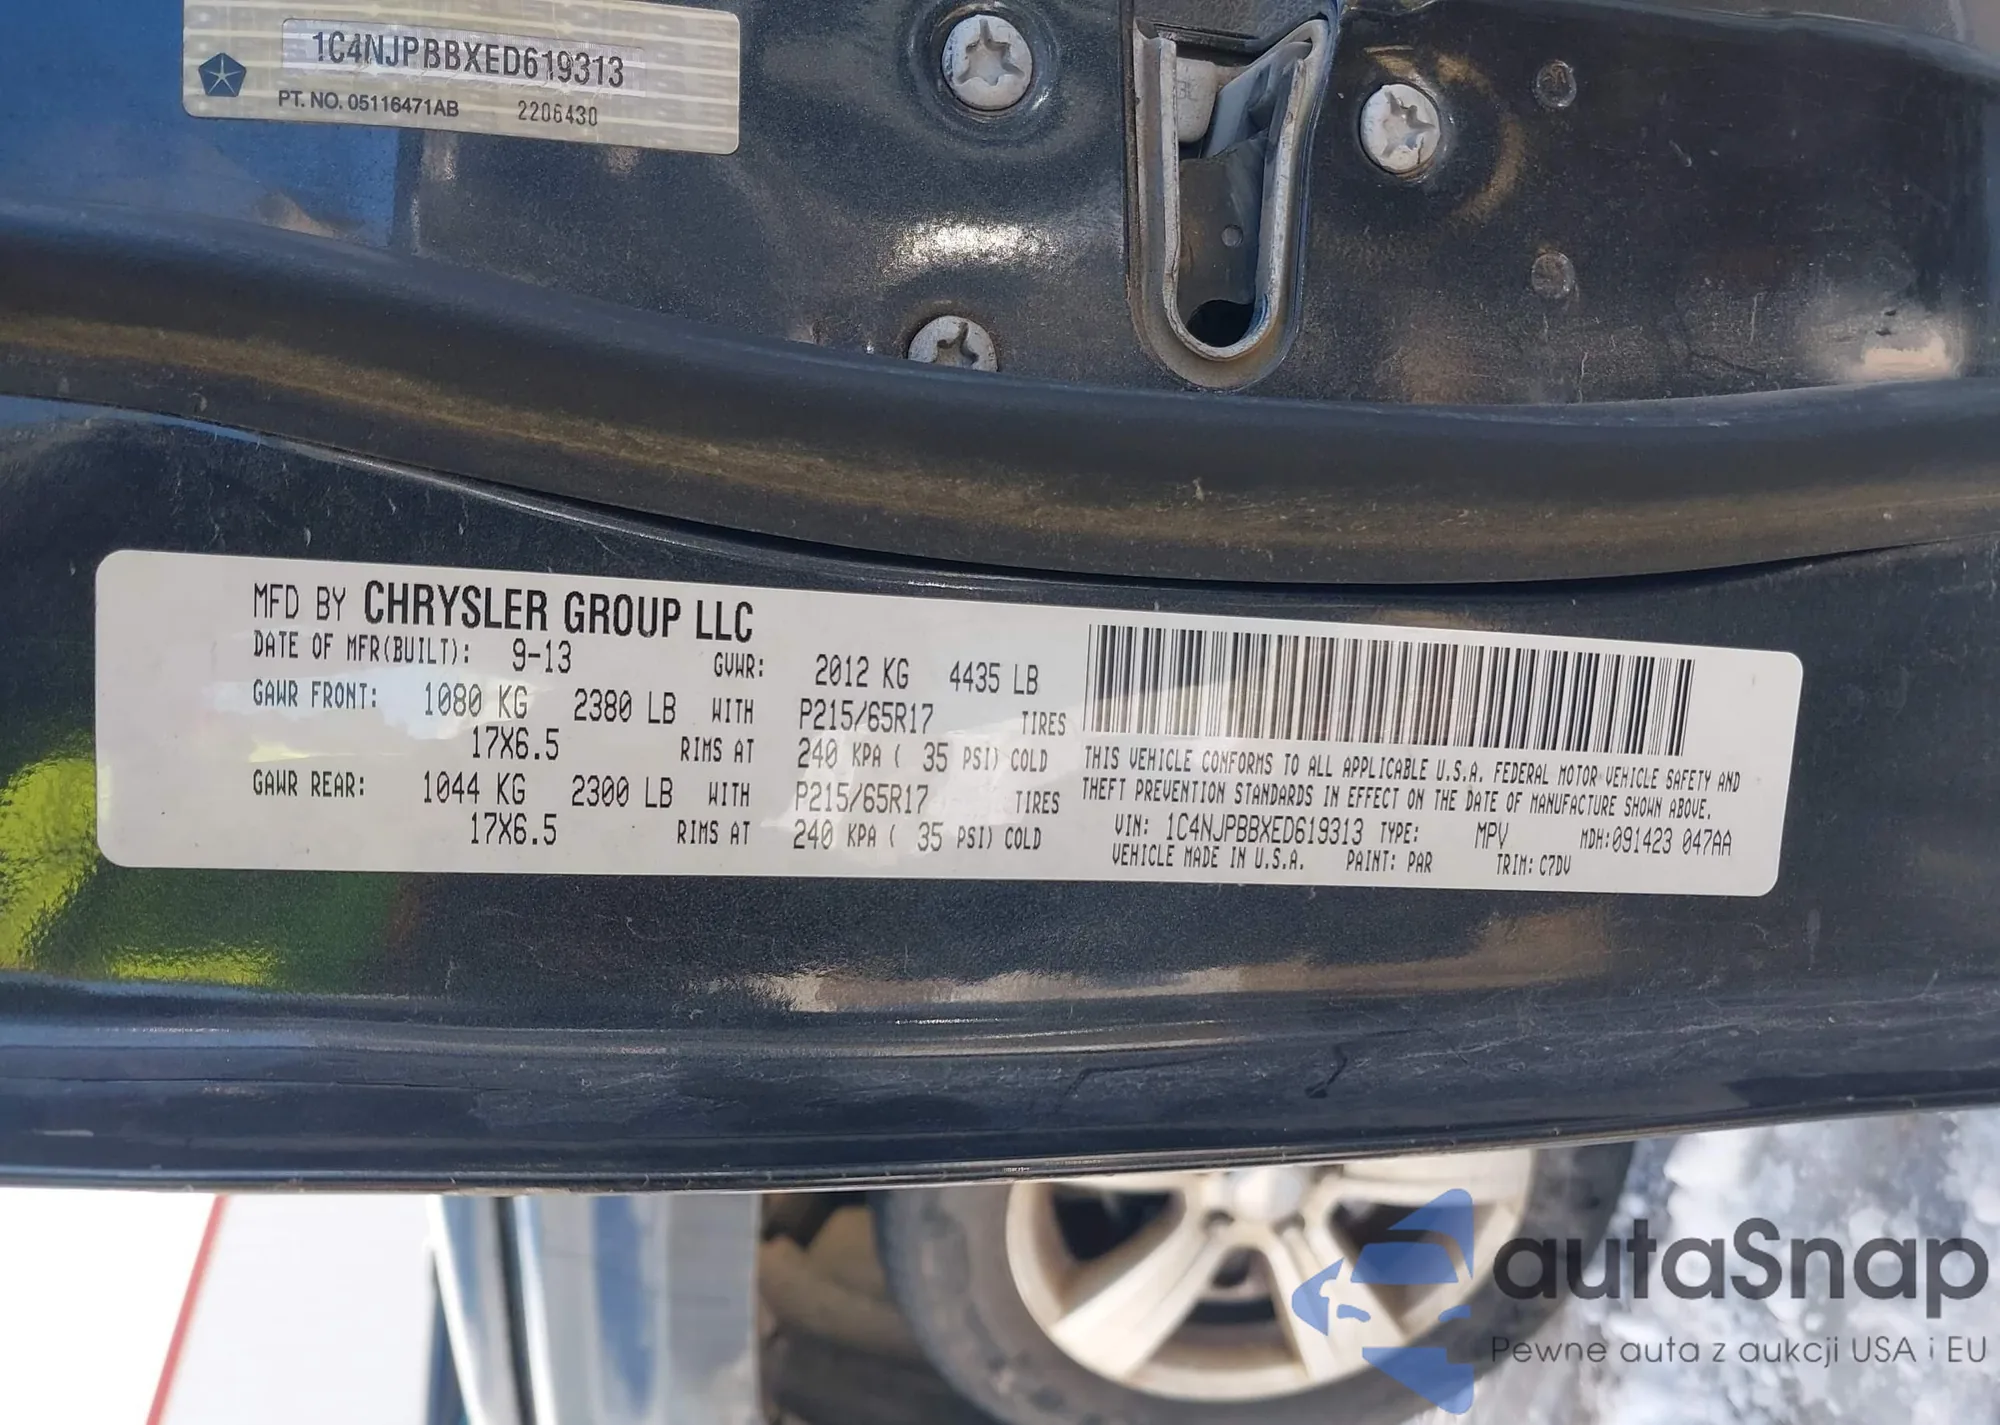 1C4NJPBBXED619313
PT. NO. 05116471AB 2206430
MFD BY CHRYSLER GROUP LLC
DATE OF MFR(BUILT): 9-13 GVWR: 2012 KG 4435 LB
GAWR FRONT: 1080 KG 2380 LB WITH P215/65R17 TIRES
17X6.5 RIMS AT 240 KPA ( 35 PSI) COLD
GAWR REAR: 1044 KG 2300 LB WITH P215/65R17 TIRES
17X6.5 RIMS AT 240 KPA ( 35 PSI) COLD
THIS VEHICLE CONFORMS TO ALL APPLICABLE U.S.A. FEDERAL MOTOR VEHICLE SAFETY AND
THEFT PREVENTION STANDARDS IN EFFECT ON THE DATE OF MANUFACTURE SHOWN ABOVE.
VIN: 1C4NJPBBXED619313 TYPE: MPV MDH:091423 047AA
VEHICLE MADE IN U.S.A. PAINT: PAR TRIM: C7DV
autaSnap
Pewne auta z aukcji USA i EU